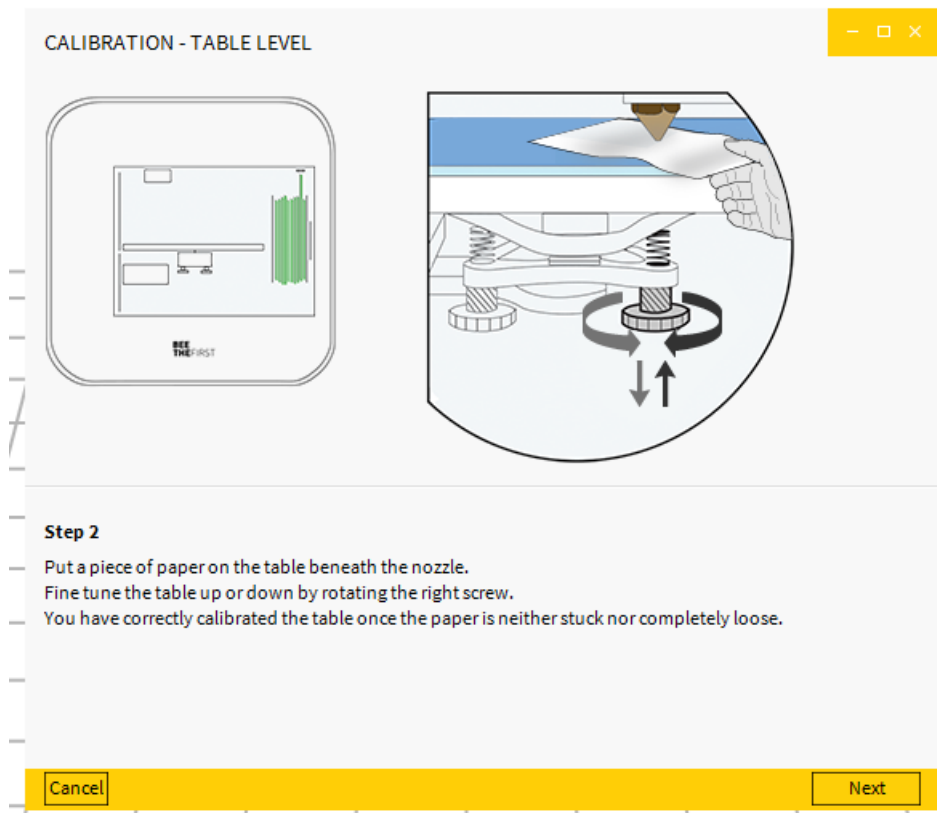 CALIBRATION - TABLE LEVEL
BEE
THEFIRST
Step 2
Put a piece of paper on the table beneath the nozzle.
Fine tune the table up or down by rotating the right screw.
You have correctly calibrated the table once the paper is neither stuck nor completely loose.
Cancel
Next